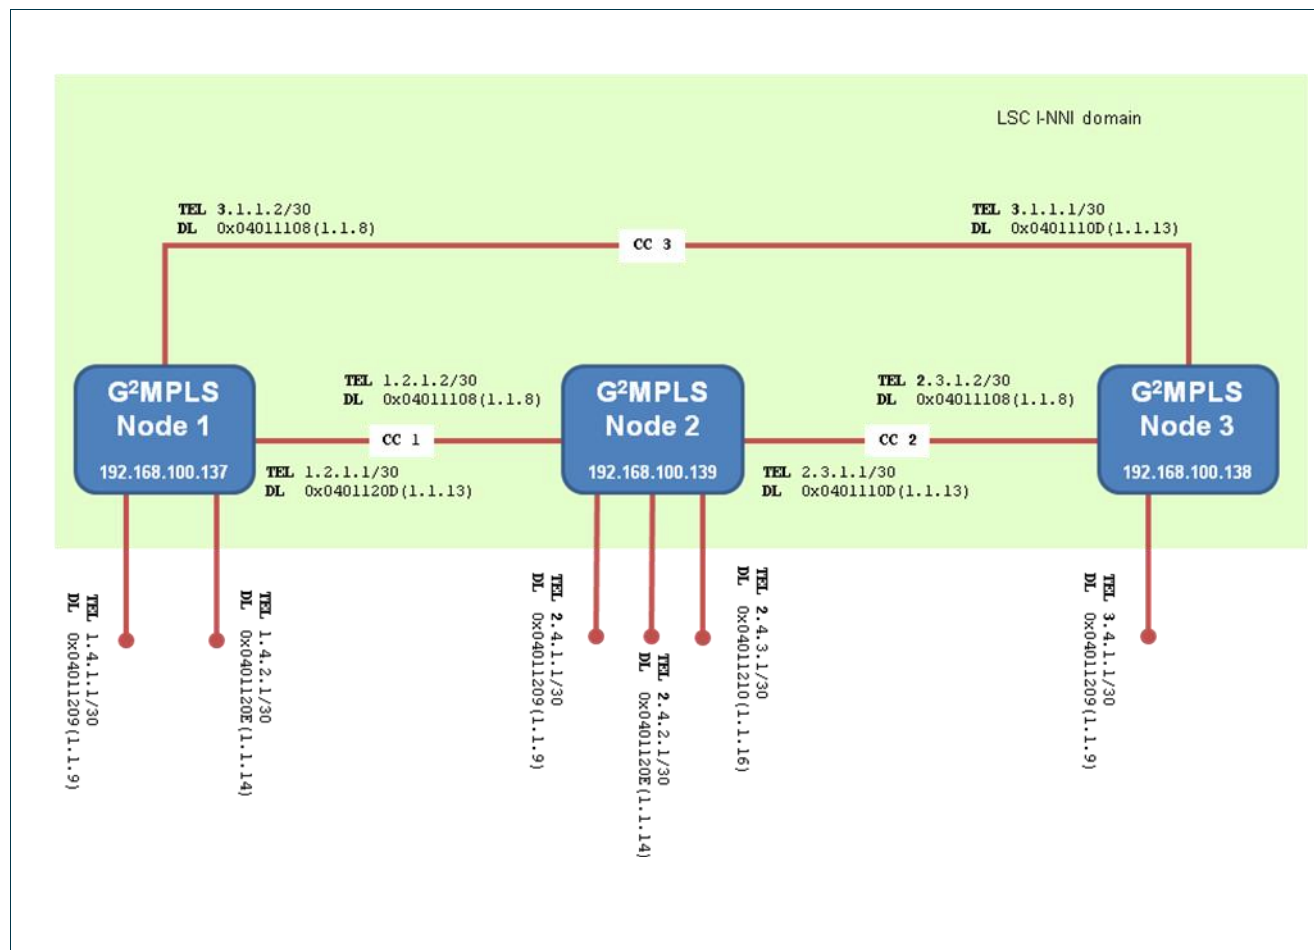 LSC I-NNI domain
TEL 3.1.1.2/30
DL 0x04011108(1.1.8)
TEL 3.1.1.1/30
DL 0x0401110D(1.1.13)
CC 3
G²MPLS
Node 1
192.168.100.137
TEL 1.2.1.2/30
DL 0x04011108(1.1.8)
CC 1
TEL 1.2.1.1/30
DL 0x0401120D(1.1.13)
G²MPLS
Node 2
192.168.100.139
TEL 2.3.1.2/30
DL 0x04011108(1.1.8)
CC 2
TEL 2.3.1.1/30
DL 0x0401110D(1.1.13)
G²MPLS
Node 3
192.168.100.138
TEL 1.4.1.1/30
DL 0x04011209(1.1.9)
TEL 1.4.2.1/30
DL 0x0401120E(1.1.14)
TEL 2.4.1.1/30
DL 0x04011209(1.1.9)
TEL 2.4.2.1/30
DL 0x0401120E(1.1.14)
TEL 2.4.3.1/30
DL 0x04011210(1.1.16)
TEL 3.4.1.1/30
DL 0x04011209(1.1.9)